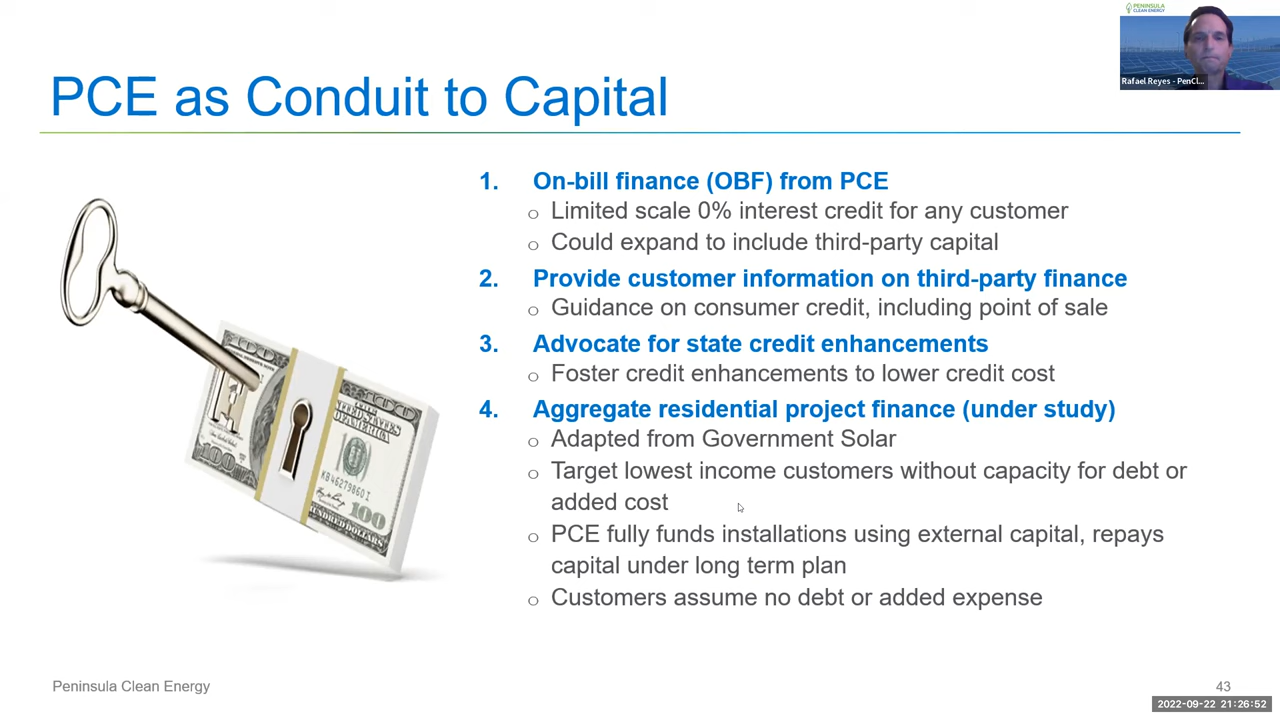 PENINSULA
CLEAN ENERGY
Rafael Reyes - PenCl...
PCE as Conduit to Capital
1. On-bill finance (OBF) from PCE
o Limited scale 0% interest credit for any customer
o Could expand to include third-party capital
2. Provide customer information on third-party finance
o Guidance on consumer credit, including point of sale
3. Advocate for state credit enhancements
o Foster credit enhancements to lower credit cost
4. Aggregate residential project finance (under study)
o Adapted from Government Solar
o Target lowest income customers without capacity for debt or
added cost
o PCE fully funds installations using external capital, repays
capital under long term plan
o Customers assume no debt or added expense
100
KB46279860I
100
Peninsula Clean Energy
43
2022-09-22 21:26:52